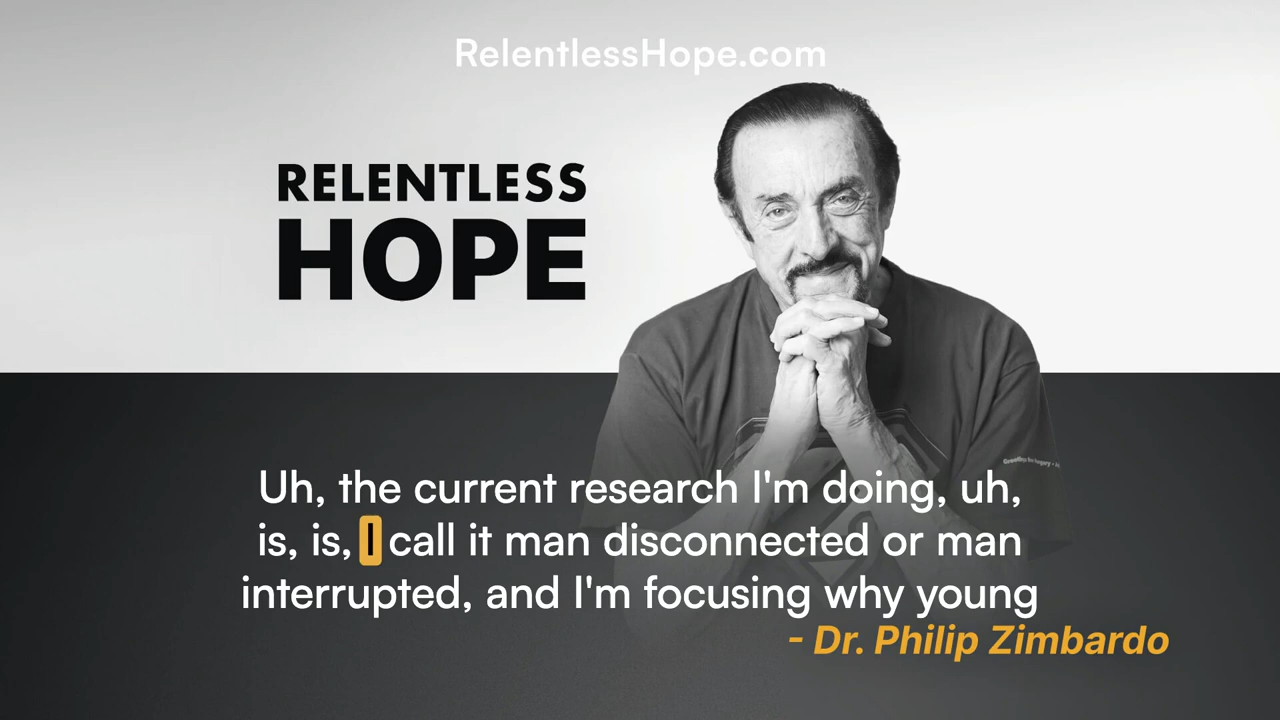 RelentlessHope.com
RELENTLESS
HOPE
Uh, the current research I'm doing, uh,
is, is, I call it man disconnected or man
interrupted, and I'm focusing why young
- Dr. Philip Zimbardo